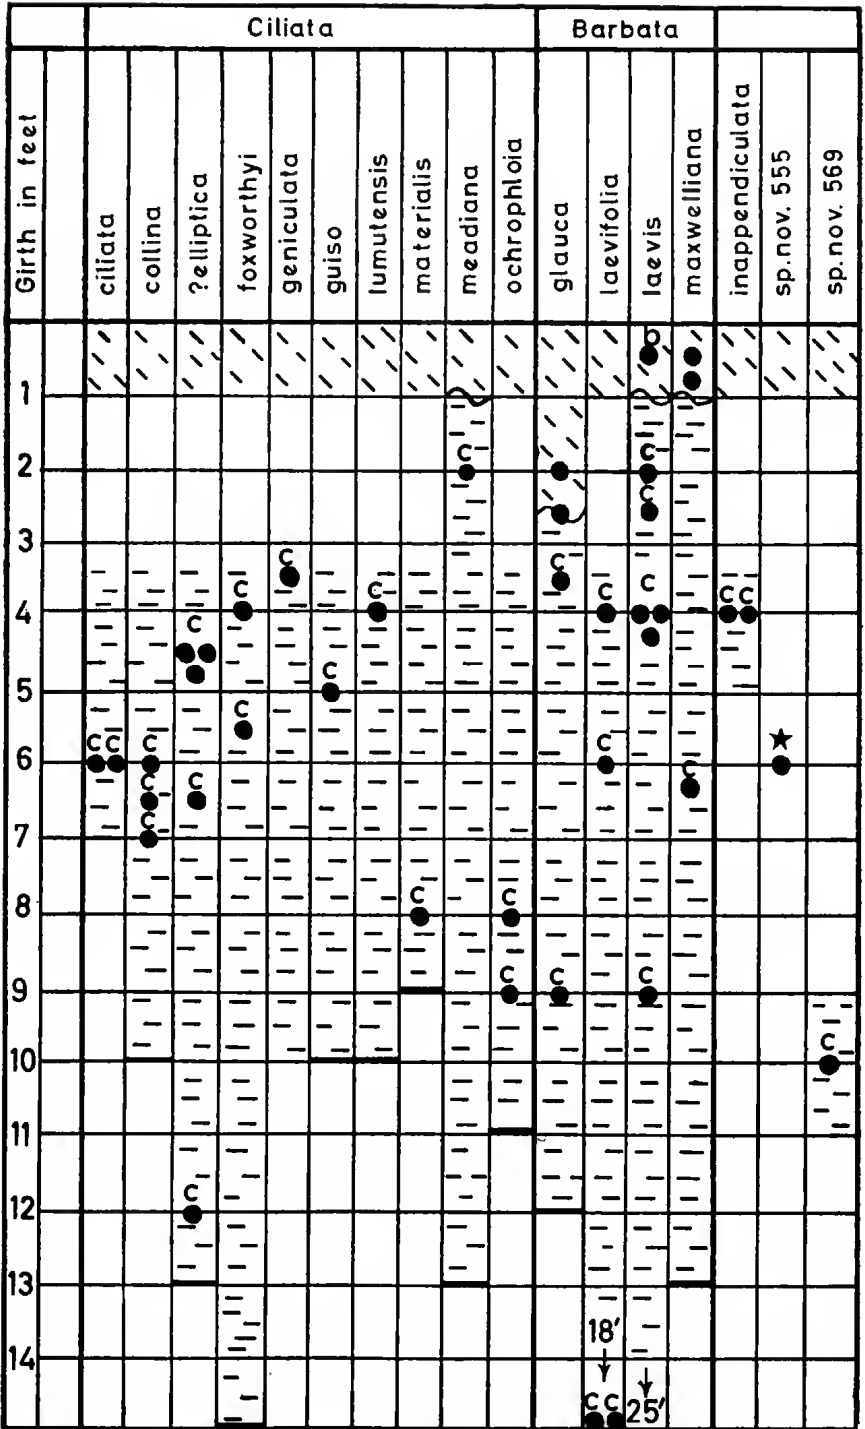 Ciliata Barbata
Girth in feet
ciliata
collina
?elliptica
foxworthyi
geniculata
guiso
lumutensis
materialis
meadiana
ochrophloia
glauca
laevifolia
laevis
maxwelliana
inappendiculata
sp.nov. 555
sp.nov. 569
1
C C
2
C
3
C C
C C C C C C
4
C
5
C
C
C C C C
6
C C C
C
7
C C
8
C C C
9
C
10
11
C
12
13
18'
14
C C 25'